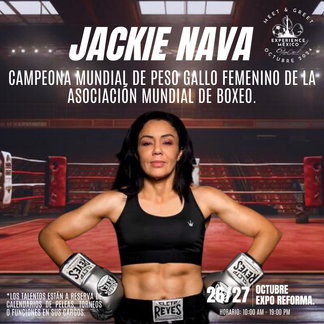 MEET & GREET
EXPERIENCE
MÉXICO
OCTUBRE 2024
JACKIE NAVA
CAMPEONA MUNDIAL DE PESO GALLO FEMENINO DE LA
ASOCIACIÓN MUNDIAL DE BOXEO.
CLETO
REYES
*LOS TALENTOS ESTÁN A RESERVA DE
CALENDARIOS DE PELEAS, TORNEOS
O FUNCIONES EN SUS CARGOS.
26/27
OCTUBRE
EXPO REFORMA.
HORARIO: 10:00 AM - 19:00 PM